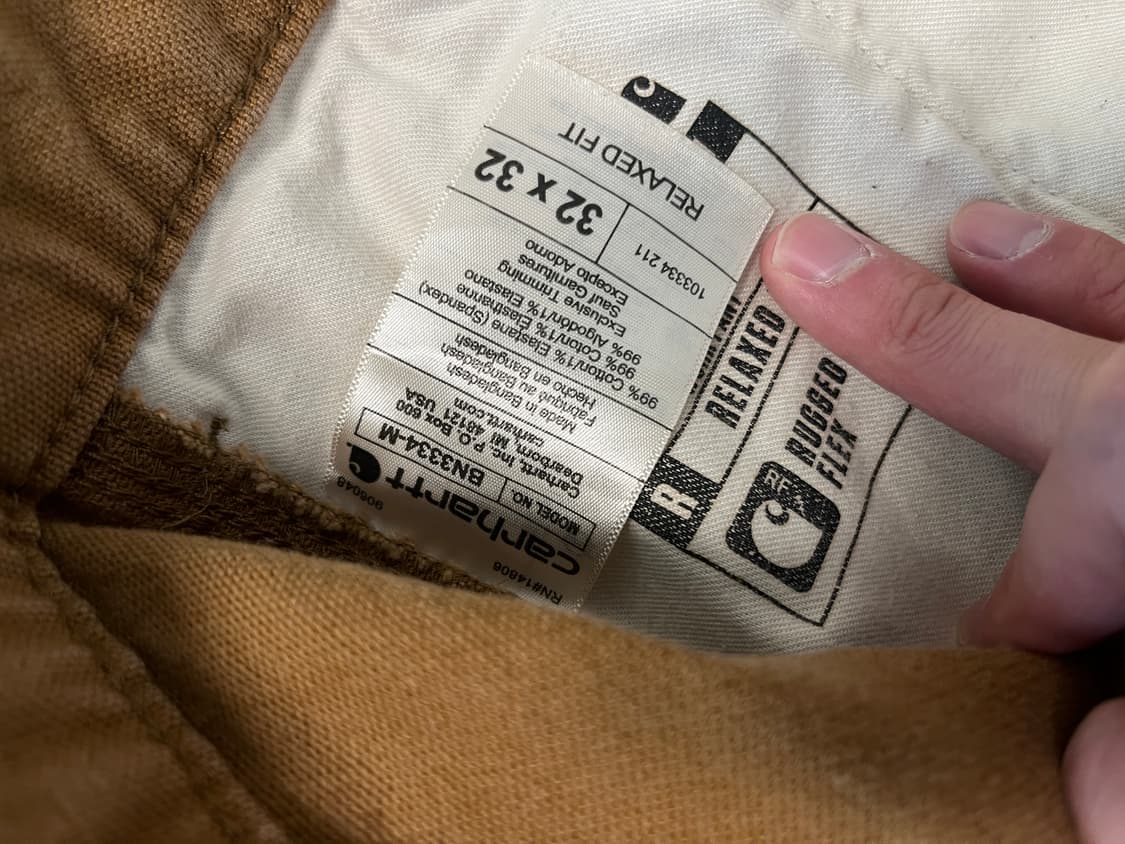 RN#14806
906048
carhartt
MODEL NO. BN3334-M
Carhartt Inc, P.O. Box 600
Dearborn, MI 48121 USA
carhartt.com
Made in Bangladesh
Fabriqué au Bangladesh
Hecho en Bangladesh
99% Cotton/1% Elastane (Spandex)
99% Coton/1% Élasthanne
99% Algodón/1% Elastano
Exclusive Trimming
Sauf Garnitures
Excepto Adorno
103334 211
32 x 32
RELAXED FIT
R
RELAXED
RUGGED
FLEX
RF